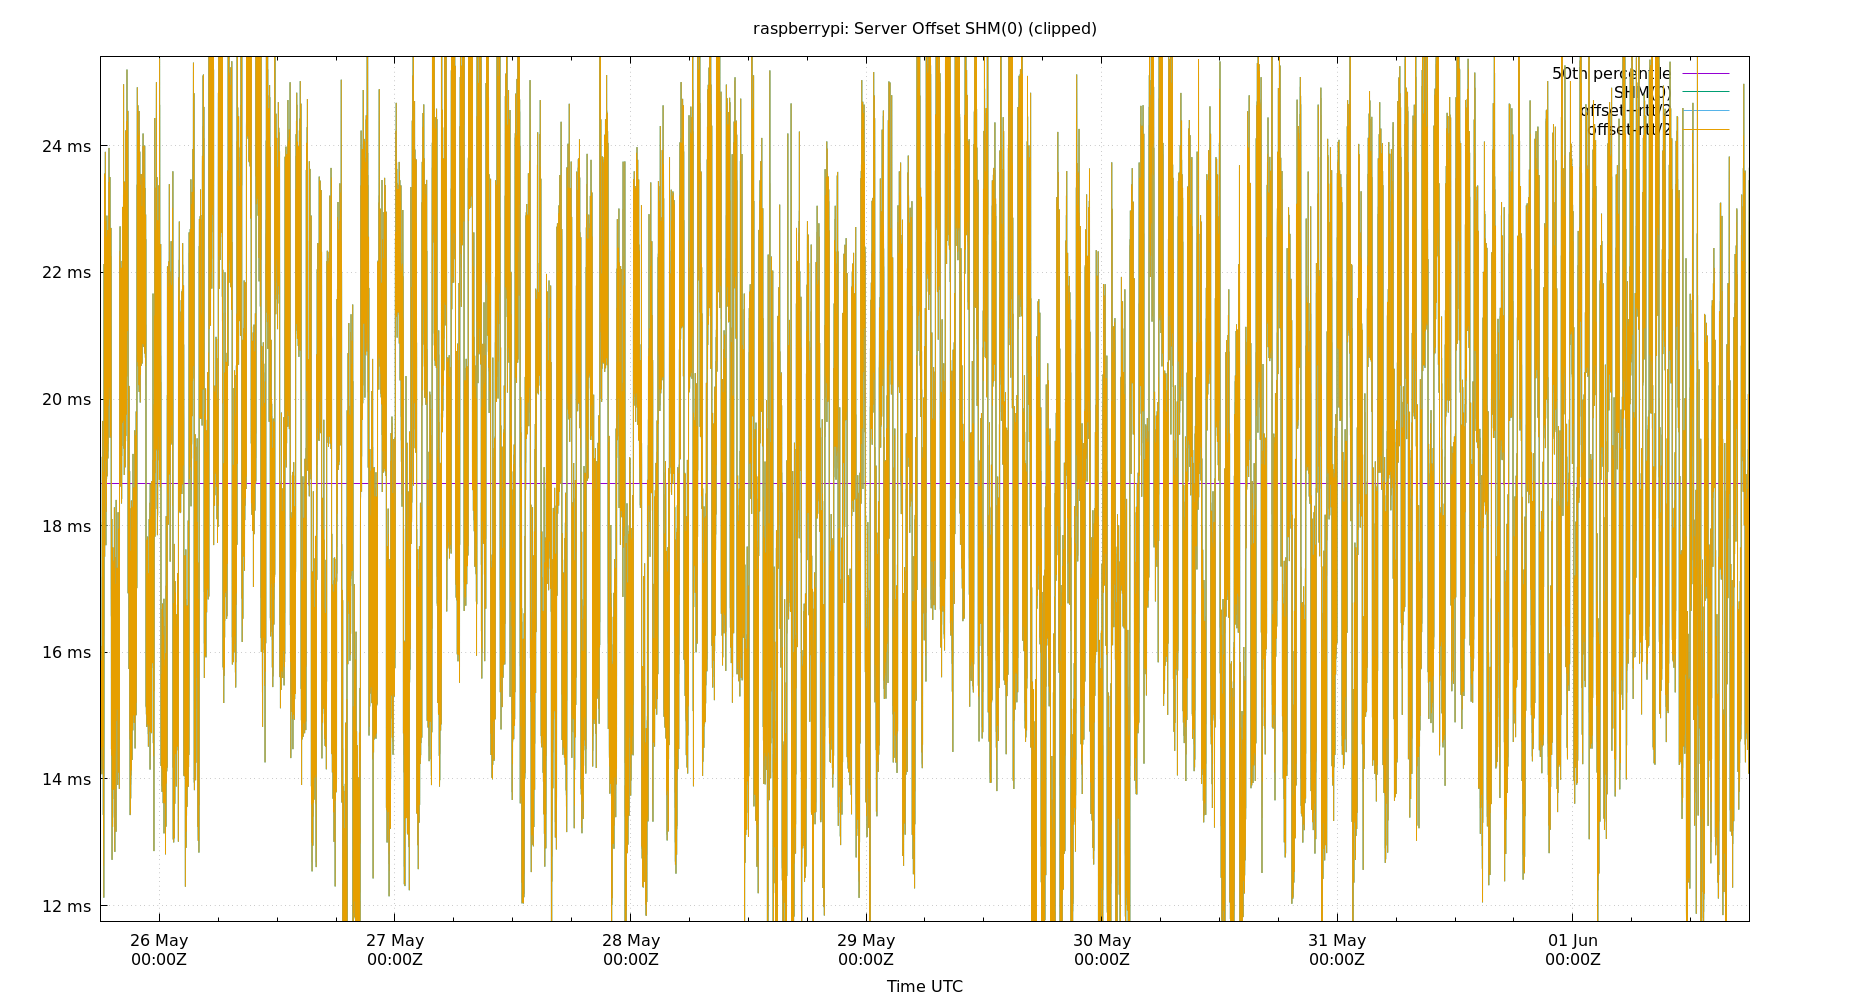 raspberrypi: Server Offset SHM(0) (clipped)
50th percentile
SHM(0)
offset+rtt/2
offset-rtt/2
24 ms
22 ms
20 ms
18 ms
16 ms
14 ms
12 ms
26 May 27 May 28 May 29 May 30 May 31 May 01 Jun
00:00Z 00:00Z 00:00Z 00:00Z 00:00Z 00:00Z 00:00Z
Time UTC